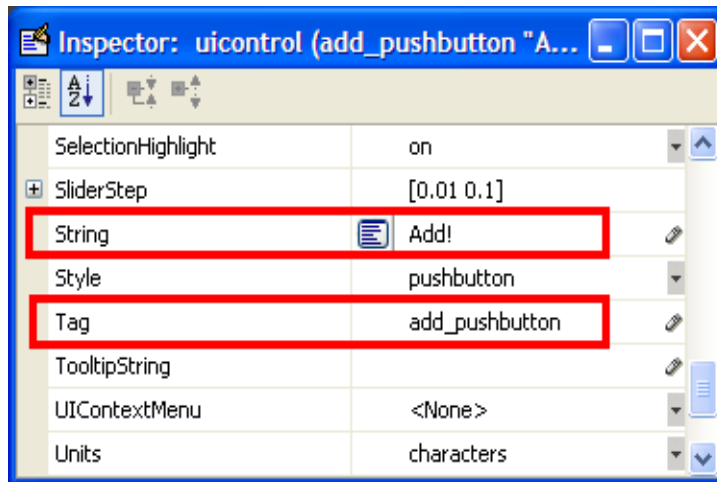 Inspector: uicontrol (add_pushbutton "A...
SelectionHighlight on
SliderStep [0.01 0.1]
String Add!
Style pushbutton
Tag add_pushbutton
TooltipString
UIContextMenu <None>
Units characters